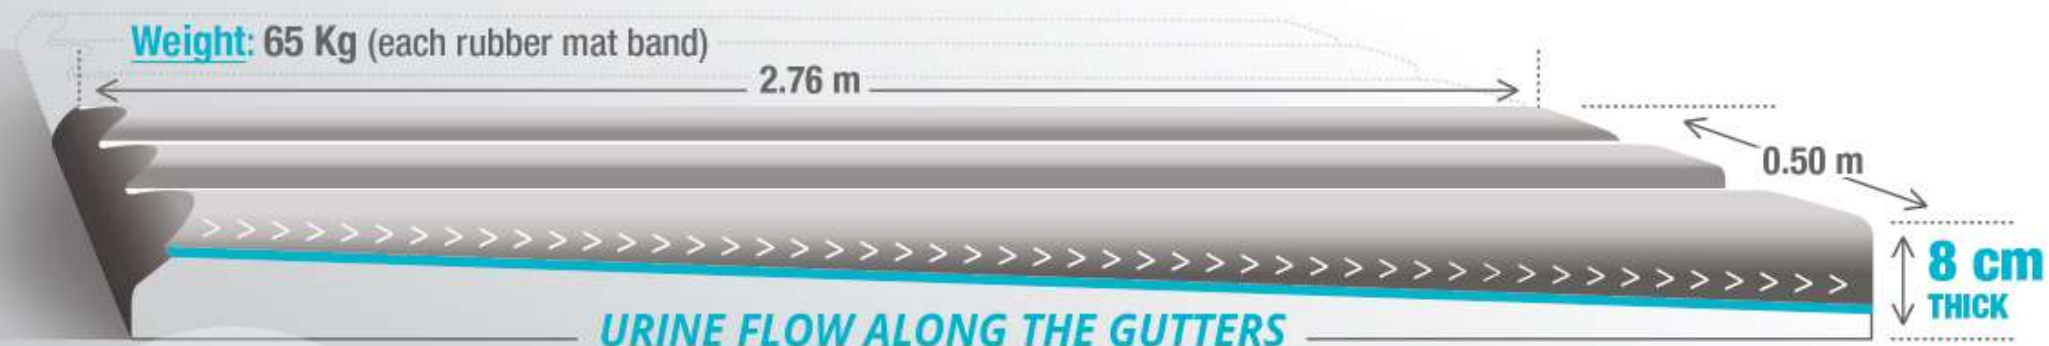 Weight: 65 Kg (each rubber mat band)
2.76 m
0.50 m
8 cm
THICK
> > > > > > > > > > > > > > > > > > > > > > > > > > > > > > > > > > > > > > > > > > > > > > > >
URINE FLOW ALONG THE GUTTERS